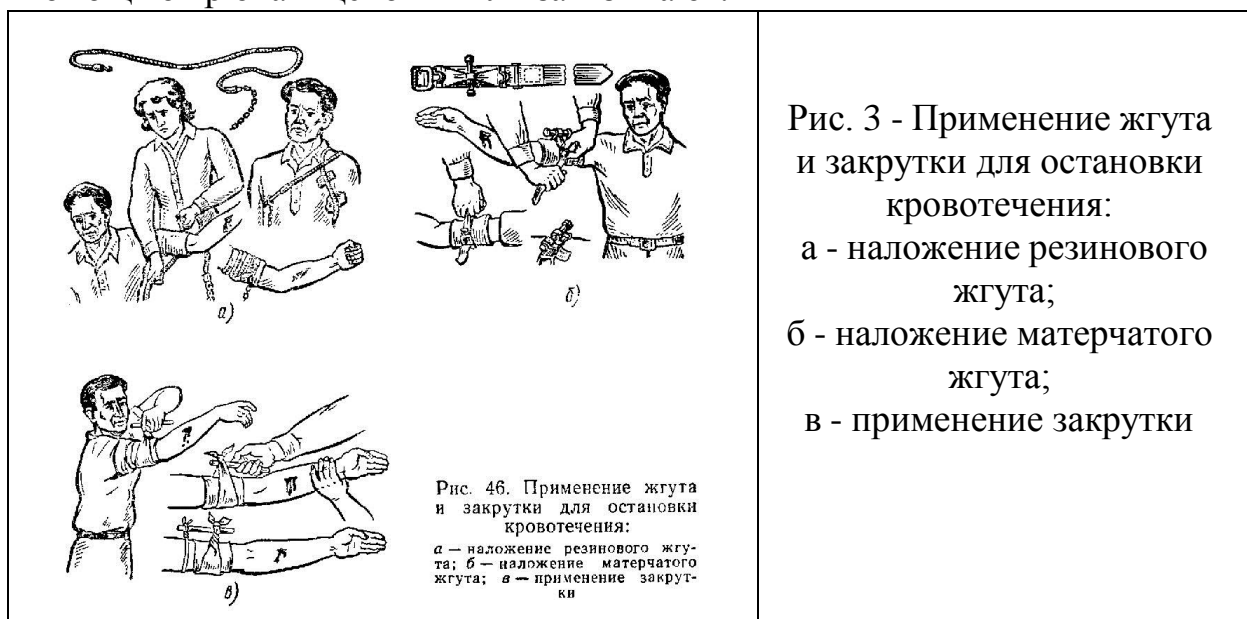 Рис. 3 - Применение жгута
и закрутки для остановки
кровотечения:
а - наложение резинового
жгута;
б - наложение матерчатого
жгута;
в - применение закрутки
а)
б)
в)
Рис. 46. Применение жгута
и закрутки для остановки
кровотечения:
а — наложение резинового жгу-
та; б — наложение матерчатого
жгута; в — применение закрут-
ки